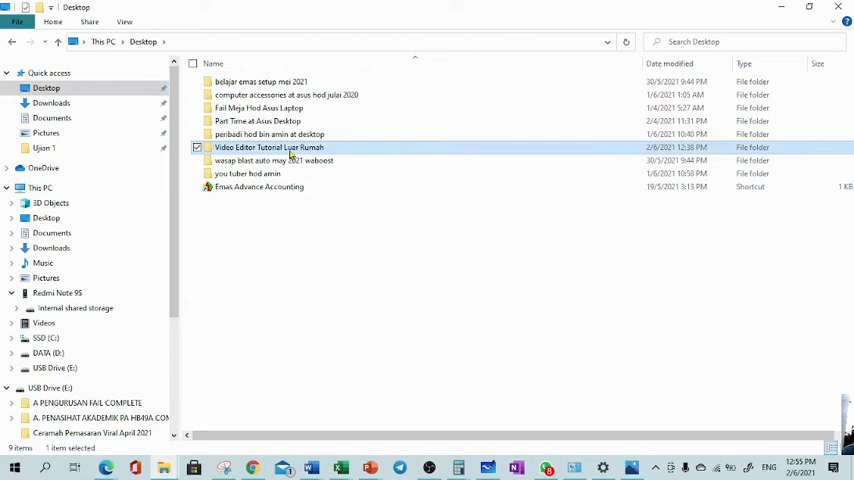 Desktop
File Home Share View
This PC Desktop
Search Desktop
Name Date modified Type Size
belajar emas setup mei 2021 30/5/2021 9:44 PM File folder
computer accessories at asus hod julai 2020 1/6/2021 1:05 AM File folder
Fail Meja Hod Asus Laptop 1/4/2021 5:27 AM File folder
Part Time at Asus Desktop 2/4/2021 11:31 PM File folder
peribadi hod bin amin at desktop 1/6/2021 10:40 PM File folder
Video Editor Tutorial Luar Rumah 2/6/2021 12:38 PM File folder
wasap blast auto may 2021 waboost 30/5/2021 9:44 PM File folder
you tuber hod amin 1/6/2021 10:58 PM File folder
Emas Advance Accounting 19/5/2021 3:13 PM Shortcut 1 KB
Quick access
Desktop
Downloads
Documents
Pictures
Ujian 1
OneDrive
This PC
3D Objects
Desktop
Documents
Downloads
Music
Pictures
Redmi Note 9S
Internal shared storage
Videos
SSD (C:)
DATA (D:)
USB Drive (E:)
USB Drive (E:)
A PENGURUSAN FAIL COMPLETE
A. PENASIHAT AKADEMIK PA HB49A COM
Ceramah Pemasaran Viral April 2021
9 items 1 item selected
ENG
12:55 PM
2/6/2021